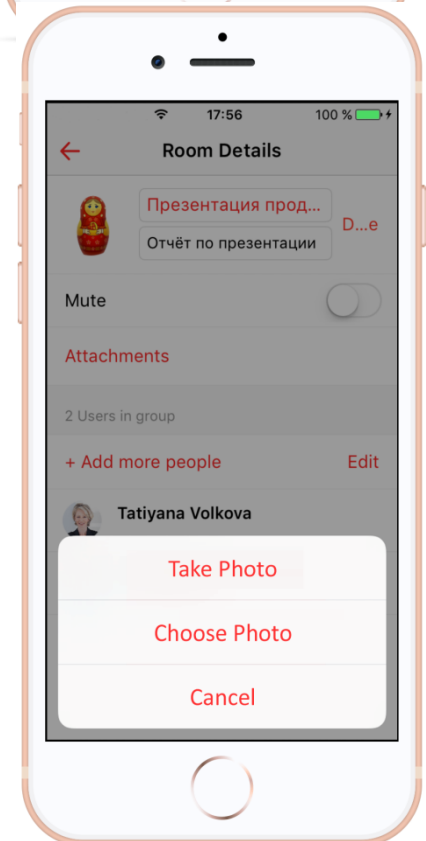 17:56
100 %
Room Details
Презентация прод...
D...e
Отчёт по презентации
Mute
Attachments
2 Users in group
+ Add more people
Edit
Tatiyana Volkova
Take Photo
Choose Photo
Cancel